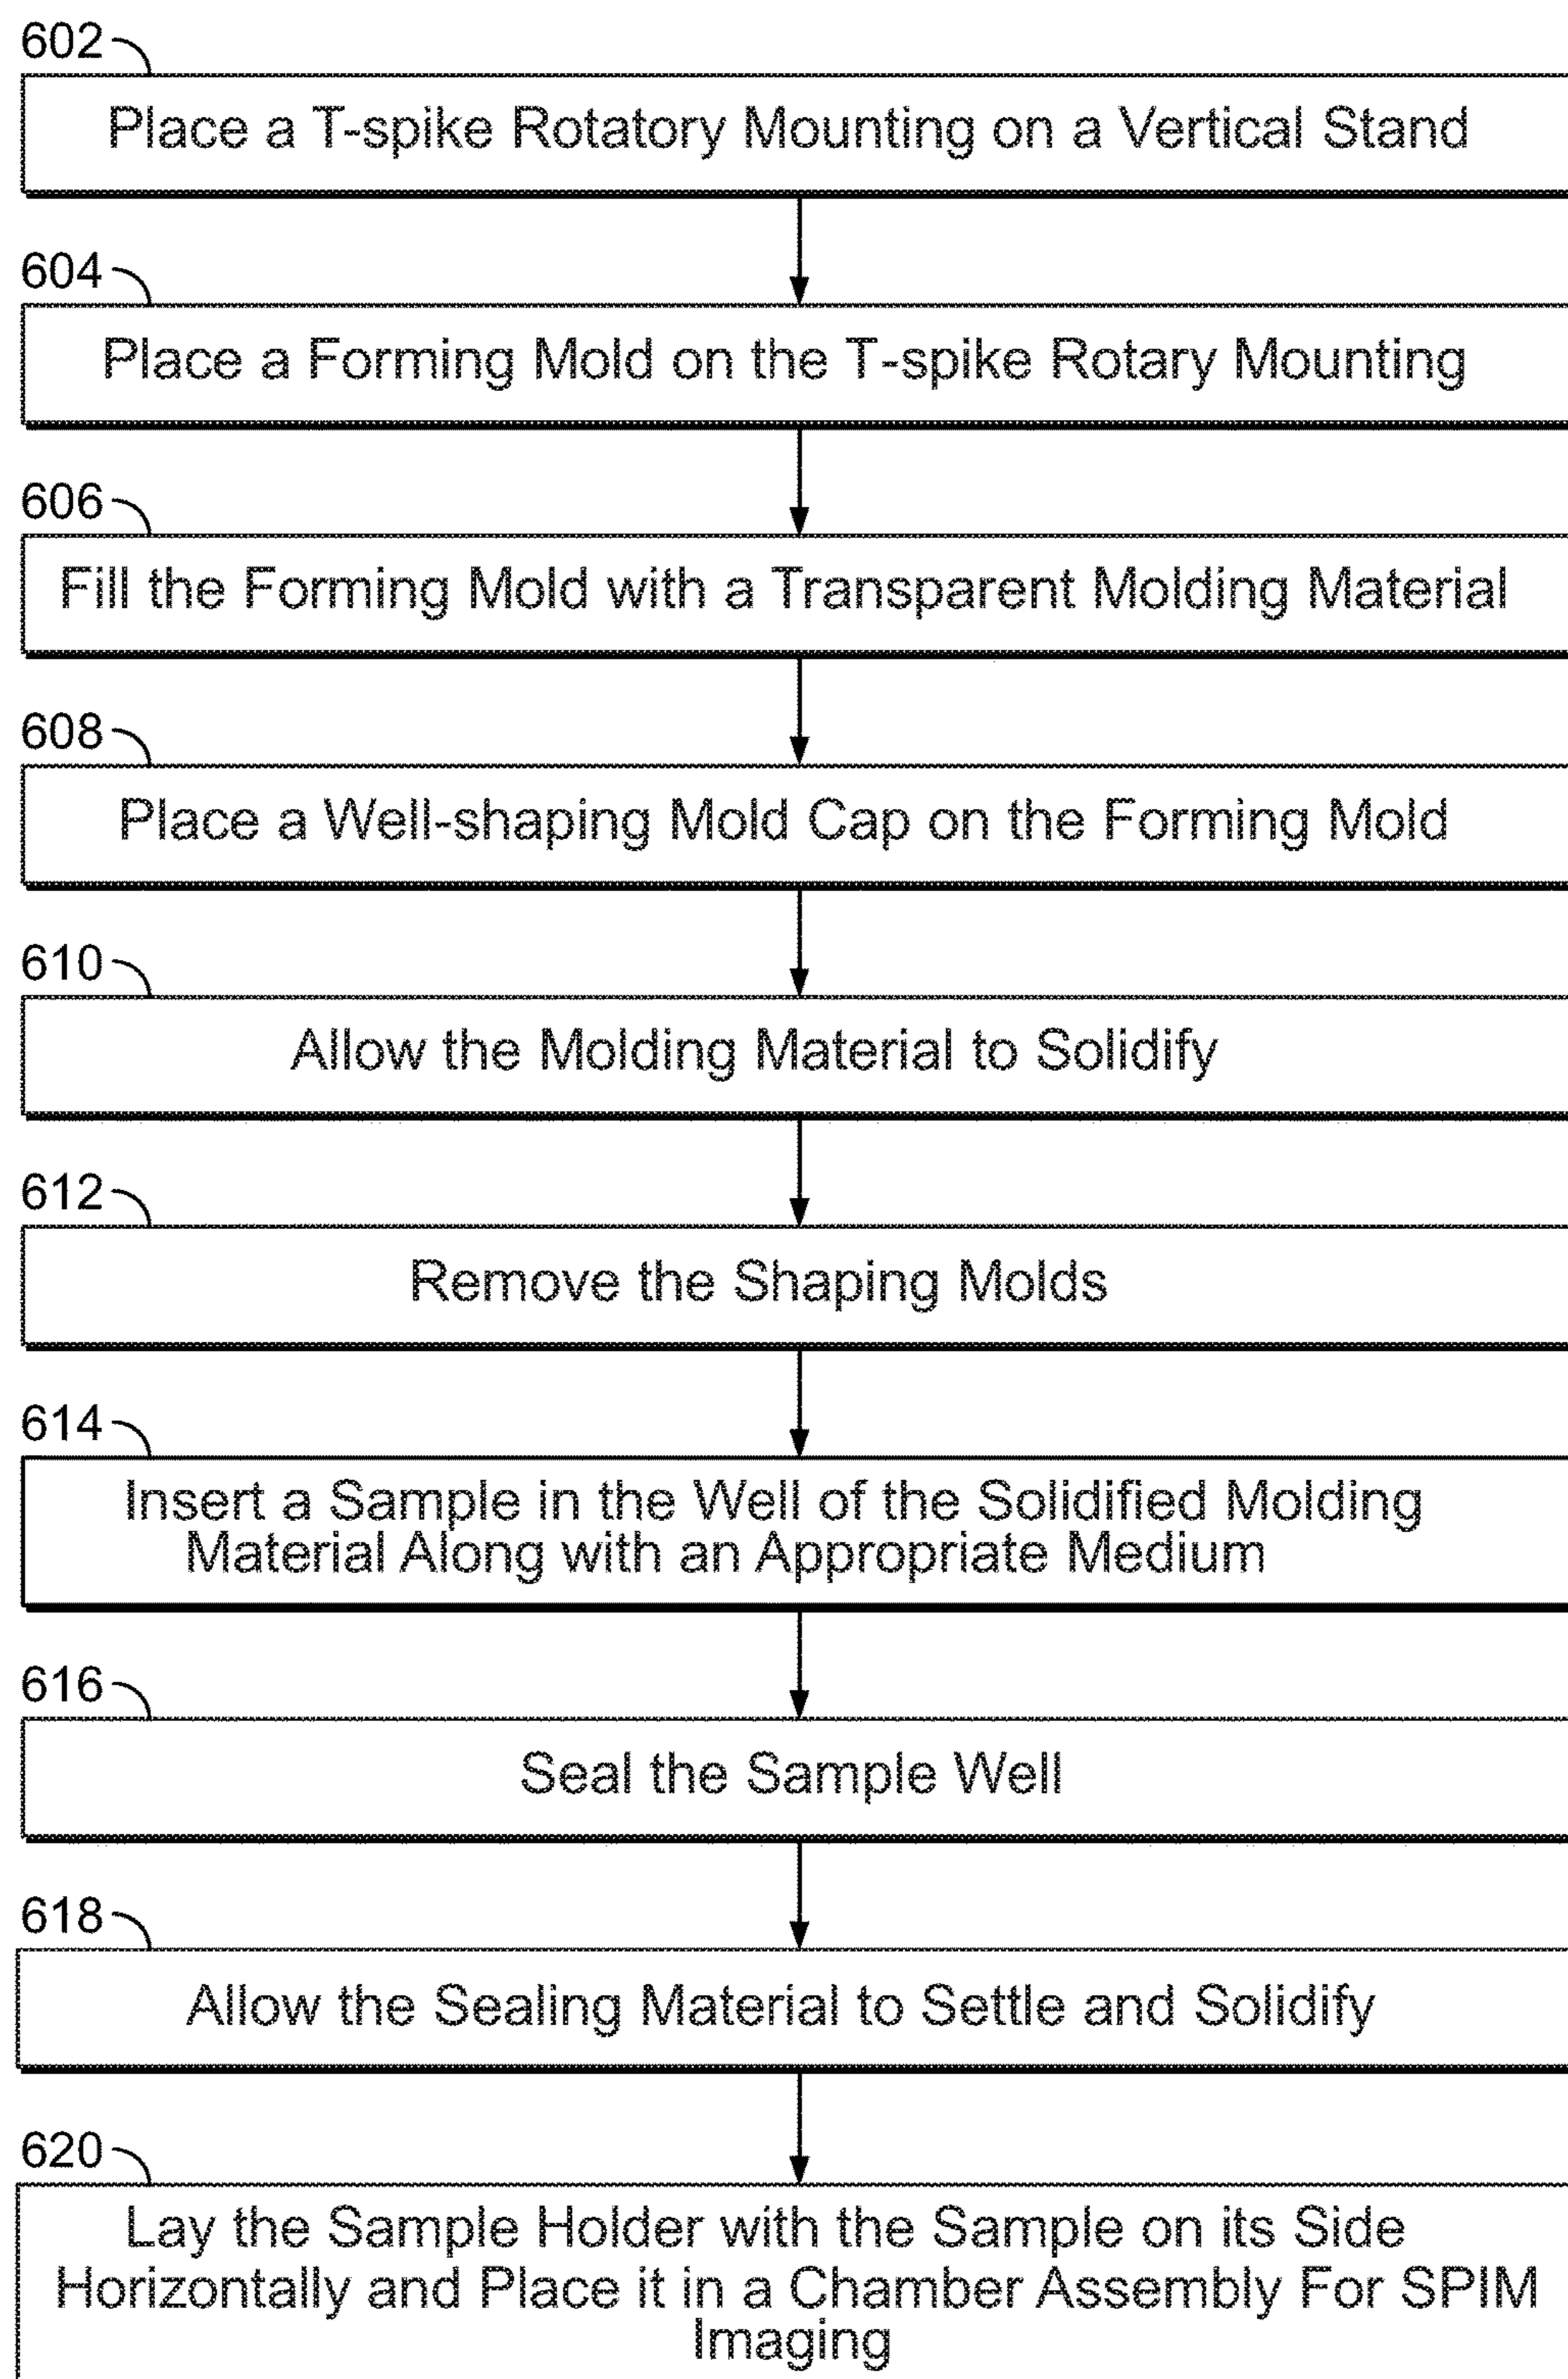 602
Place a T-spike Rotatory Mounting on a Vertical Stand
604
Place a Forming Mold on the T-spike Rotary Mounting
606
Fill the Forming Mold with a Transparent Molding Material
608
Place a Well-shaping Mold Cap on the Forming Mold
610
Allow the Molding Material to Solidify
612
Remove the Shaping Molds
614
Insert a Sample in the Well of the Solidified Molding
Material Along with an Appropriate Medium
616
Seal the Sample Well
618
Allow the Sealing Material to Settle and Solidify
620
Lay the Sample Holder with the Sample on its Side
Horizontally and Place it in a Chamber Assembly For SPIM
Imaging